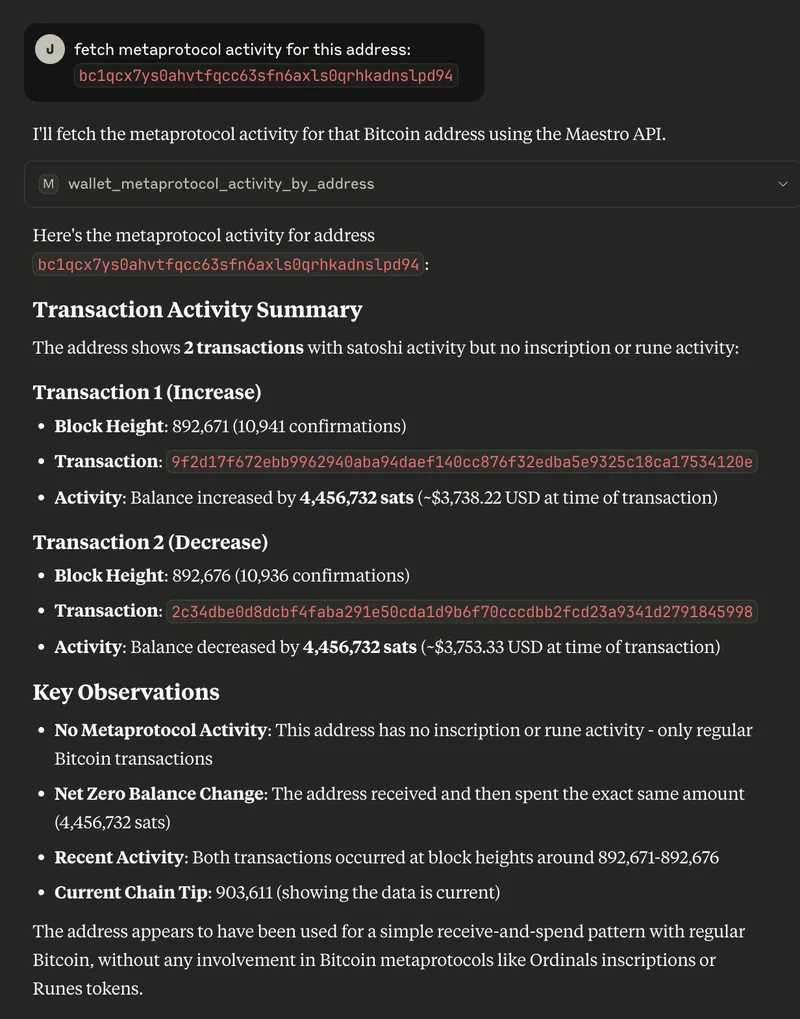 J
fetch metaprotocol activity for this address:
bc1qcx7ys0ahvtfqcc63sfn6axls0qrhkadnslpd94
I'll fetch the metaprotocol activity for that Bitcoin address using the Maestro API.
M wallet_metaprotocol_activity_by_address
Here's the metaprotocol activity for address
bc1qcx7ys0ahvtfqcc63sfn6axls0qrhkadnslpd94:
Transaction Activity Summary
The address shows 2 transactions with satoshi activity but no inscription or rune activity:
Transaction 1 (Increase)
• Block Height: 892,671 (10,941 confirmations)
• Transaction: 9f2d17f672ebb9962940aba94daef140cc876f32edba5e9325c18ca17534120e
• Activity: Balance increased by 4,456,732 sats (~$3,738.22 USD at time of transaction)
Transaction 2 (Decrease)
• Block Height: 892,676 (10,936 confirmations)
• Transaction: 2c34dbe0d8dcbf4faba291e50cda1d9b6f70cccdbb2fcd23a9341d2791845998
• Activity: Balance decreased by 4,456,732 sats (~$3,753.33 USD at time of transaction)
Key Observations
• No Metaprotocol Activity: This address has no inscription or rune activity - only regular
Bitcoin transactions
• Net Zero Balance Change: The address received and then spent the exact same amount
(4,456,732 sats)
• Recent Activity: Both transactions occurred at block heights around 892,671-892,676
• Current Chain Tip: 903,611 (showing the data is current)
The address appears to have been used for a simple receive-and-spend pattern with regular
Bitcoin, without any involvement in Bitcoin metaprotocols like Ordinals inscriptions or
Runes tokens.